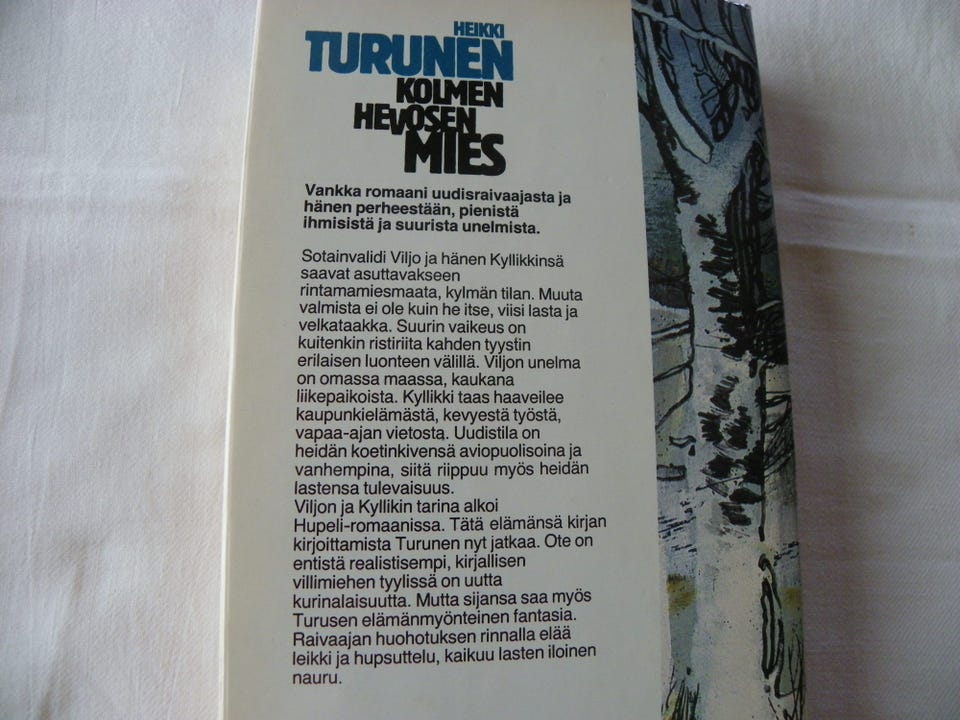 HEIKKI
TURUNEN
KOLMEN
HEVOSEN
MIES
Vankka romaani uudisraivaajasta ja
hänen perheestään, pienistä
ihmisistä ja suurista unelmista.
Sotainvalidi Viljo ja hänen Kyllikkinsä
saavat asuttavakseen
rintamamiesmaata, kylmän tilan. Muuta
valmista ei ole kuin he itse, viisi lasta ja
velkataakka. Suurin vaikeus on
kuitenkin ristiriita kahden tyystin
erilaisen luonteen välillä. Viljon unelma
on omassa maassa, kaukana
liikepaikoista. Kyllikki taas haaveilee
kaupunkielämästä, kevyestä työstä,
vapaa-ajan vietosta. Uudistila on
heidän koetinkivensä aviopuolisoina ja
vanhempina, siitä riippuu myös heidän
lastensa tulevaisuus.
Viljon ja Kyllikin tarina alkoi
Hupeli-romaanissa. Tätä elämänsä kirjan
kirjoittamista Turunen nyt jatkaa. Ote on
entistä realistisempi, kirjallisen
villimiehen tyylissä on uutta
kurinalaisuutta. Mutta sijansa saa myös
Turusen elämänmyönteinen fantasia.
Raivaajan huohotuksen rinnalla elää
leikki ja hupsuttelu, kaikuu lasten iloinen
nauru.